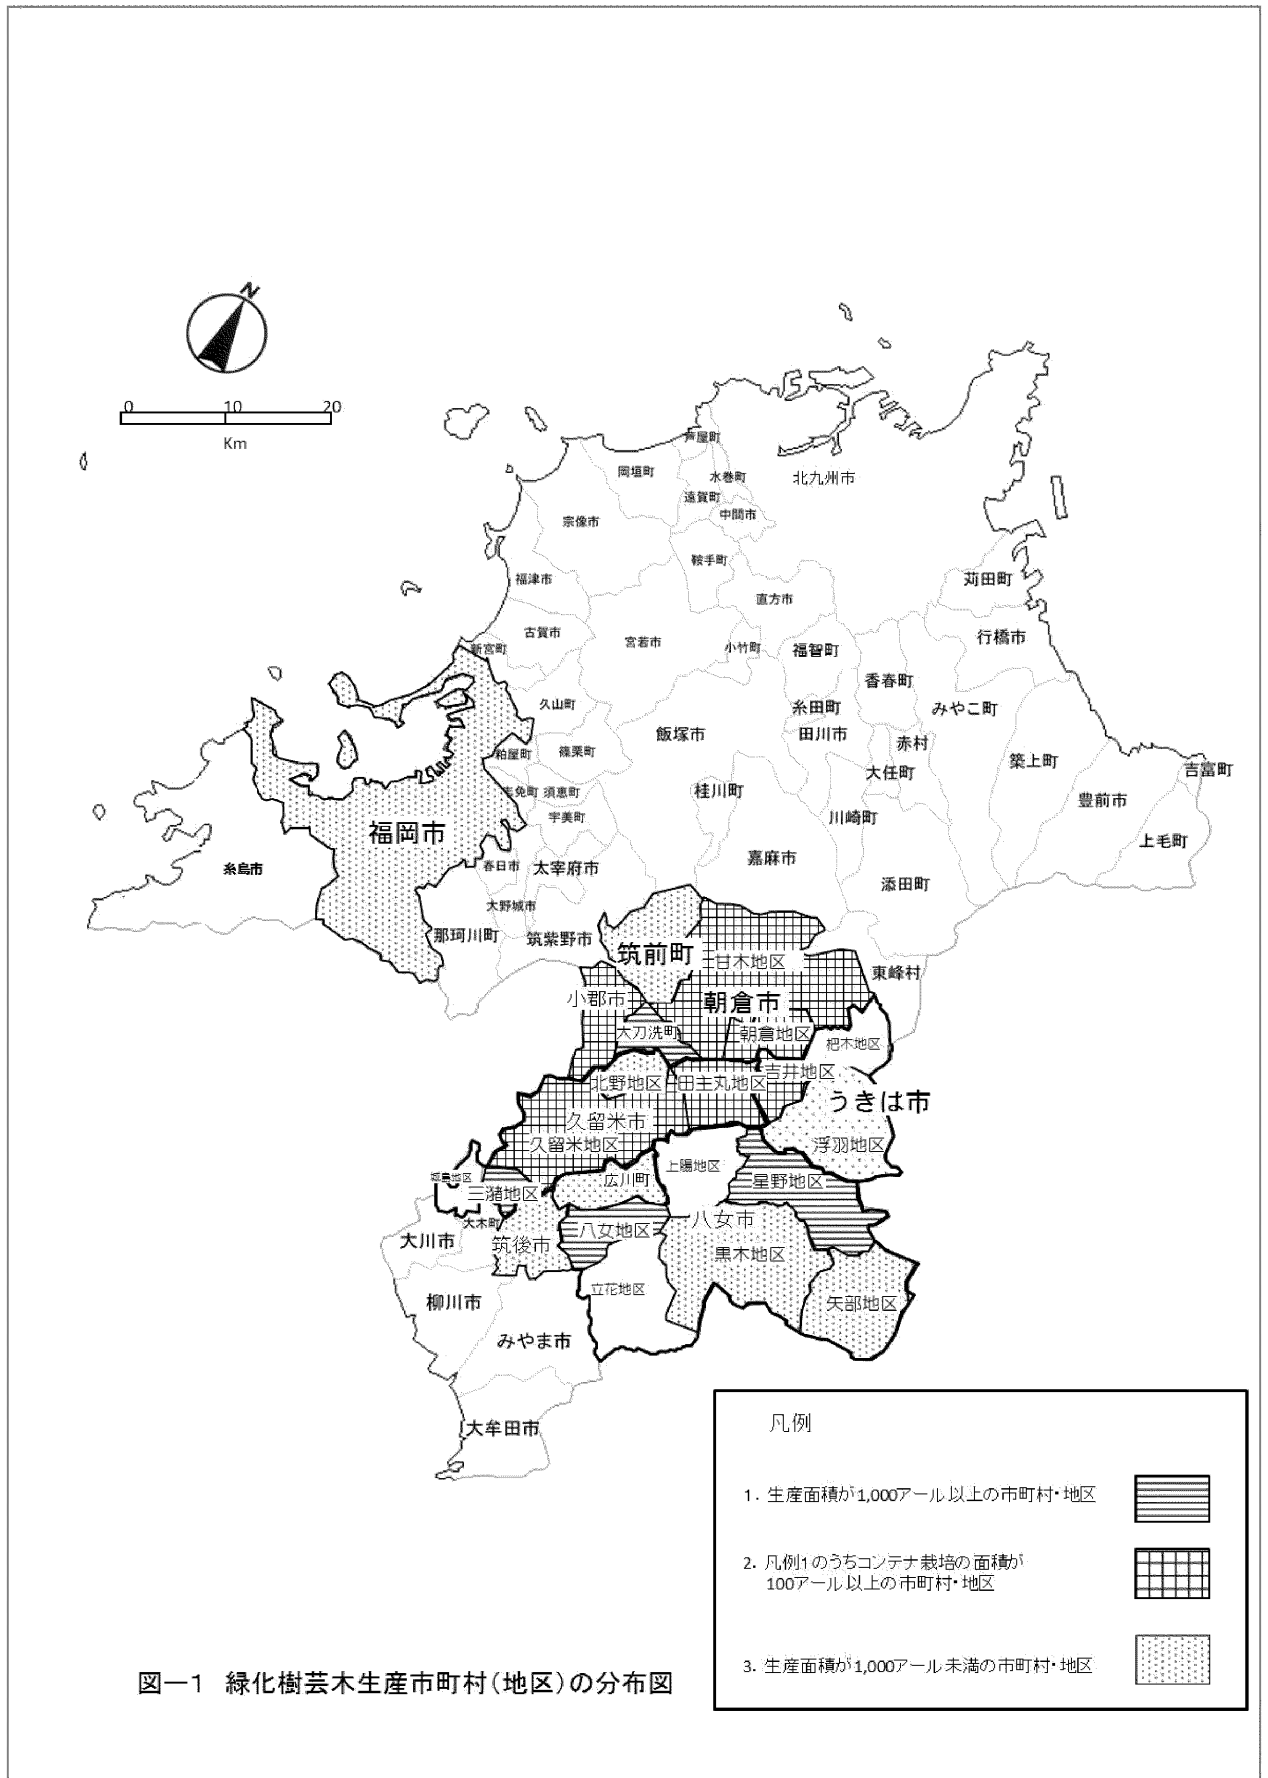 N
0 10 20
Km
芦屋町
岡垣町
水巻町
北九州市
遠賀町
中間市
宗像市
鞍手町
福津市
苅田町
直方市
古賀市
行橋市
宮若市
小竹町
新宮町
福智町
香春町
久山町
糸田町
みやこ町
飯塚市
田川市
赤村
篠栗町
粕屋町
築上町
大任町
吉富町
桂川町
須恵町
豊前市
宇美町
川崎町
福岡市
上毛町
嘉麻市
春日市
太宰府市
糸島市
添田町
大野城市
那珂川町
筑紫野市
筑前町
甘木地区
東峰村
小郡市
朝倉市
大刀洗町
朝倉地区
杷木地区
吉井地区
北野地区
田主丸地区
うきは市
久留米市
久留米地区
浮羽地区
上陽地区
城島地区
広川町
星野地区
三潴地区
大木町
八女市
八女地区
大川市
筑後市
黒木地区
立花地区
柳川市
矢部地区
みやま市
大牟田市
凡例
1. 生産面積が1,000アール以上の市町村・地区
2. 凡例1のうちコンテナ栽培の面積が
100アール以上の市町村・地区
3. 生産面積が1,000アール未満の市町村・地区
図ー1 緑化樹芸木生産市町村(地区)の分布図